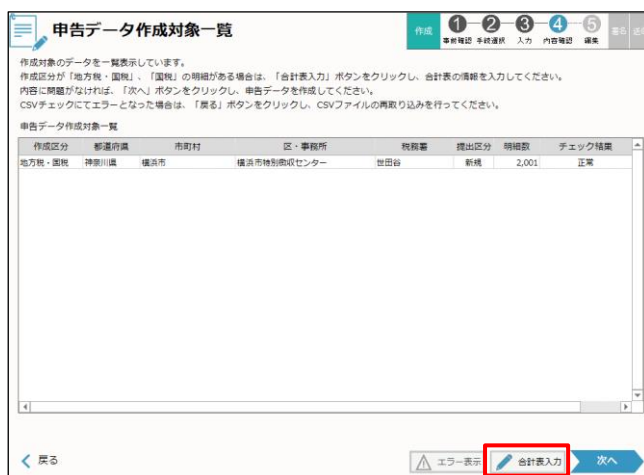 申告データ作成対象一覧
作成 1 2 3 4 5 署名 送
事前確認 手続選択 入力 内容確認 編集
作成対象のデータを一覧表示しています。
作成区分が「地方税・国税」、「国税」の明細がある場合は、「合計表入力」ボタンをクリックし、合計表の情報を入力してください。
内容に問題がなければ、「次へ」ボタンをクリックし、申告データを作成してください。
CSVチェックにてエラーとなった場合は、「戻る」ボタンをクリックし、CSVファイルの再取り込みを行ってください。
申告データ作成対象一覧
作成区分 都道府県 市町村 区・事務所 税務署 提出区分 明細数 チェック結果
地方税・国税 神奈川県 横浜市 横浜市特別徴収センター 世田谷 新規 2,001 正常
戻る エラー表示 合計表入力 次へ